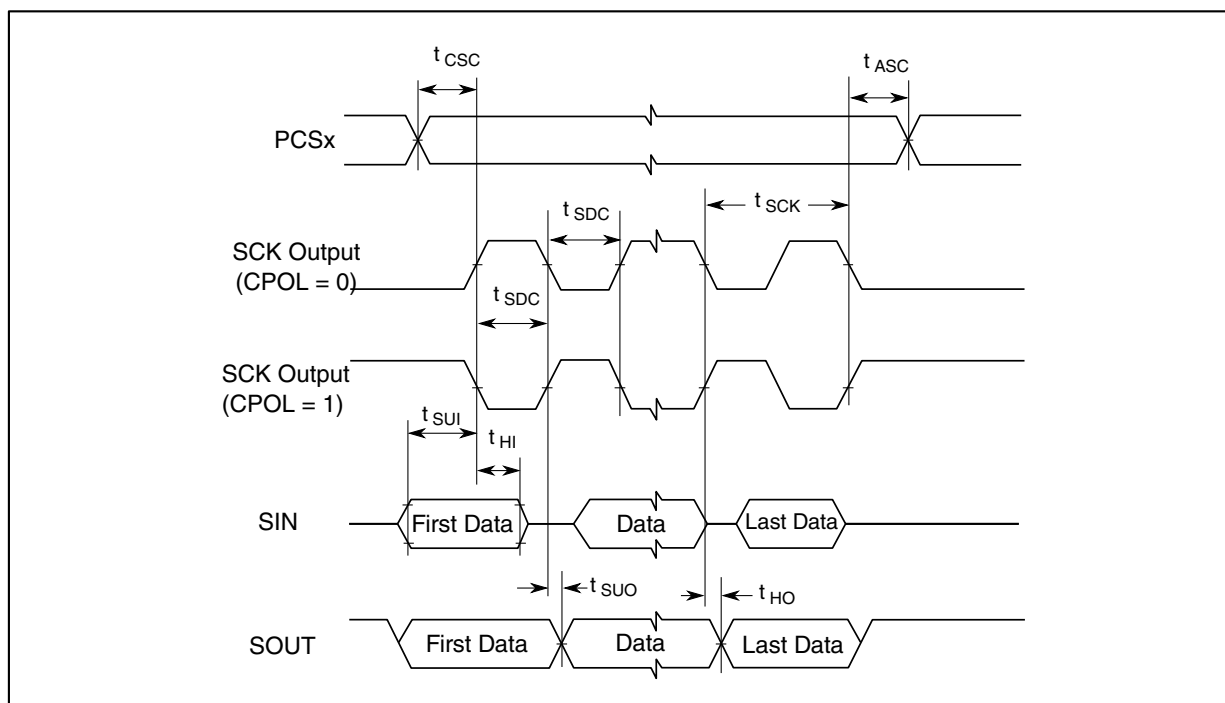 t CSC
t ASC
PCSx
t SCK
t SDC
SCK Output
(CPOL = 0)
t SDC
SCK Output
(CPOL = 1)
t SUI
t HI
SIN
First Data
Data
Last Data
t SUO
t HO
SOUT
First Data
Data
Last Data